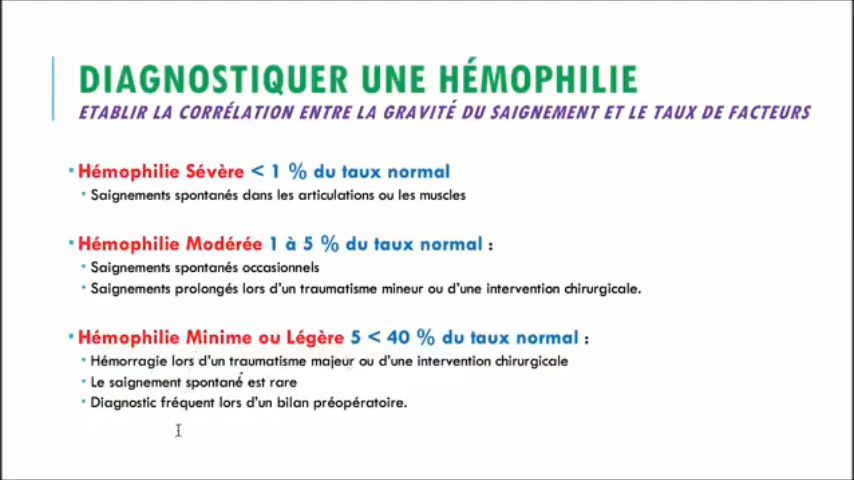 DIAGNOSTIQUER UNE HÉMOPHILIE
ETABLIR LA CORRÉLATION ENTRE LA GRAVITÉ DU SAIGNEMENT ET LE TAUX DE FACTEURS
Hémophilie Sévère < 1 % du taux normal
Saignements spontanés dans les articulations ou les muscles
Hémophilie Modérée 1 à 5 % du taux normal :
Saignements spontanés occasionnels
Saignements prolongés lors d'un traumatisme mineur ou d'une intervention chirurgicale.
Hémophilie Minime ou Légère 5 < 40 % du taux normal :
Hémorragie lors d'un traumatisme majeur ou d'une intervention chirurgicale
Le saignement spontané est rare
Diagnostic fréquent lors d'un bilan préopératoire.